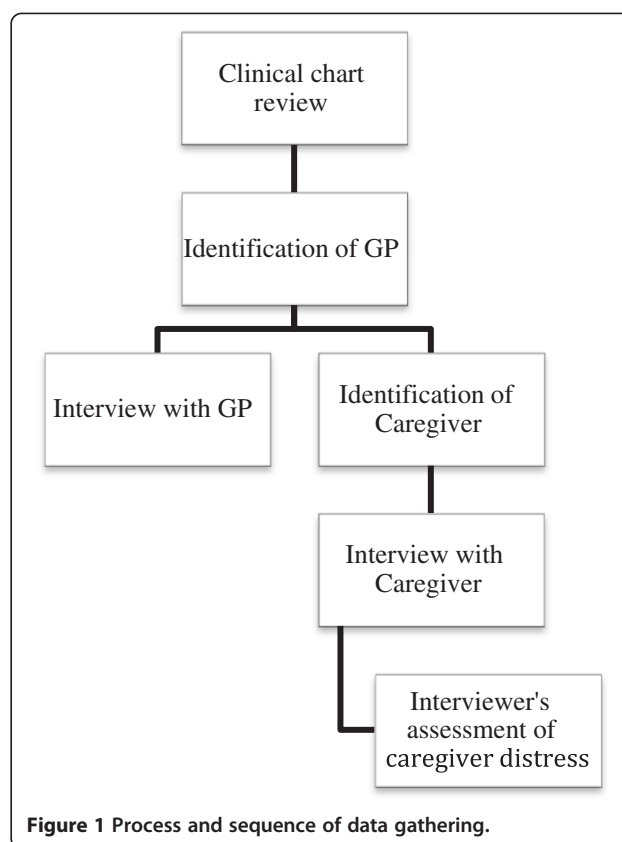 Clinical chart
review
Identification of GP
Interview with GP
Identification of
Caregiver
Interview with
Caregiver
Interviewer's
assessment of
caregiver distress
Figure 1 Process and sequence of data gathering.